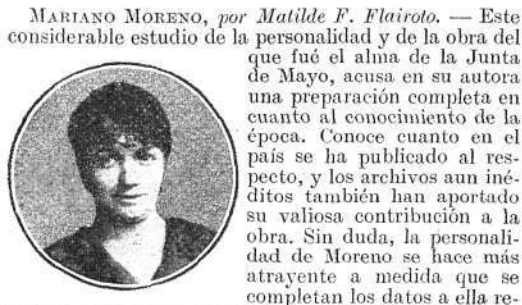 MARIANO MORENO, por Matilde F. Flairoto. — Este
considerable estudio de la personalidad y de la obra del
que fué el alma de la Junta
de Mayo, acusa en su autora
una preparación completa en
cuanto al conocimiento de la
época. Conoce cuanto en el
país se ha publicado al res-
pecto, y los archivos aun iné-
ditos también han aportado
su valiosa contribución a la
obra. Sin duda, la personali-
dad de Moreno se hace más
atrayente a medida que se
completan los datos a ella re-